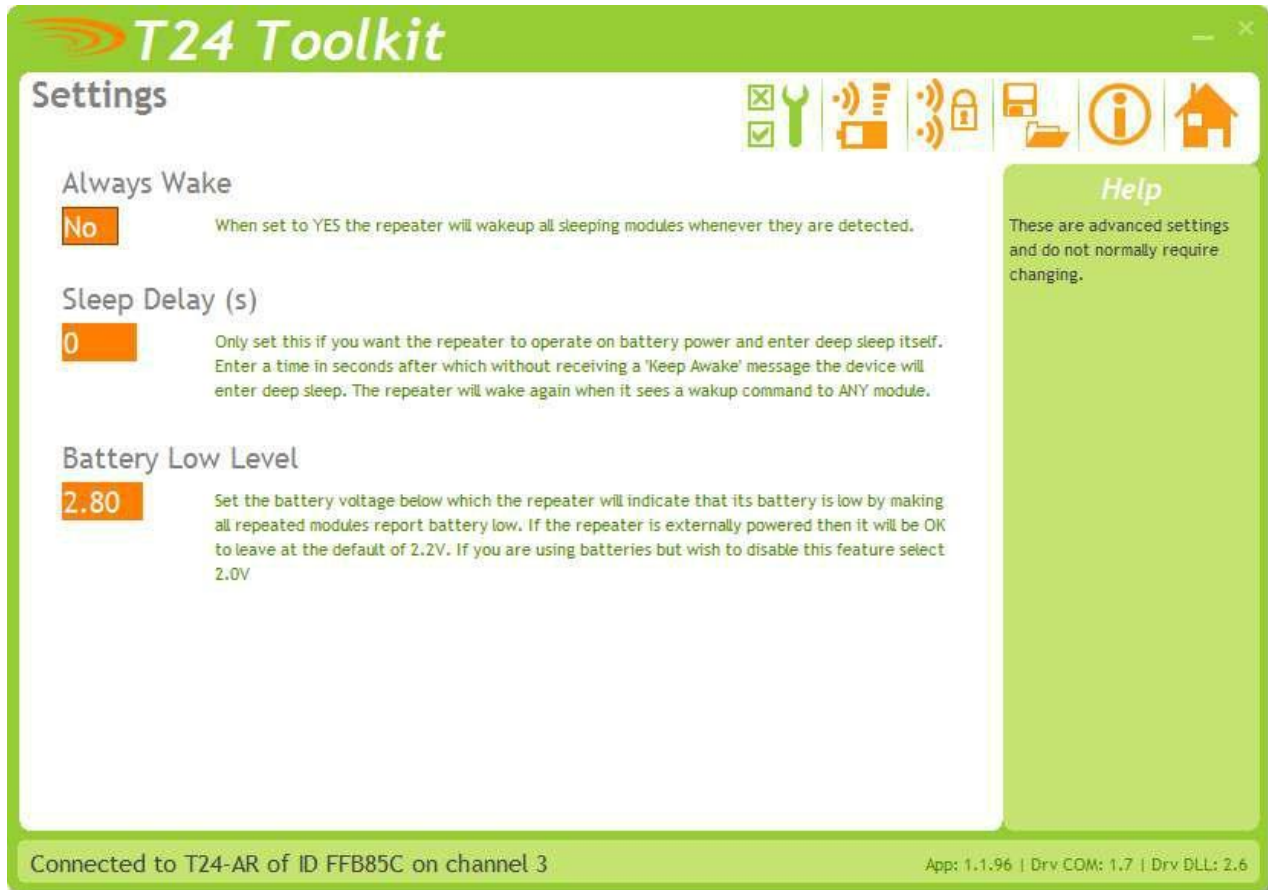 T24 Toolkit
Settings
Always Wake
No
When set to YES the repeater will wakeup all sleeping modules whenever they are detected.
Sleep Delay (s)
0
Only set this if you want the repeater to operate on battery power and enter deep sleep itself.
Enter a time in seconds after which without receiving a 'Keep Awake' message the device will
enter deep sleep. The repeater will wake again when it sees a wakup command to ANY module.
Battery Low Level
2.80
Set the battery voltage below which the repeater will indicate that its battery is low by making
all repeated modules report battery low. If the repeater is externally powered then it will be OK
to leave at the default of 2.2V. If you are using batteries but wish to disable this feature select
2.0V
Help
These are advanced settings
and do not normally require
changing.
Connected to T24-AR of ID FFB85C on channel 3
App: 1.1.96 | Drv COM: 1.7 | Drv DLL: 2.6